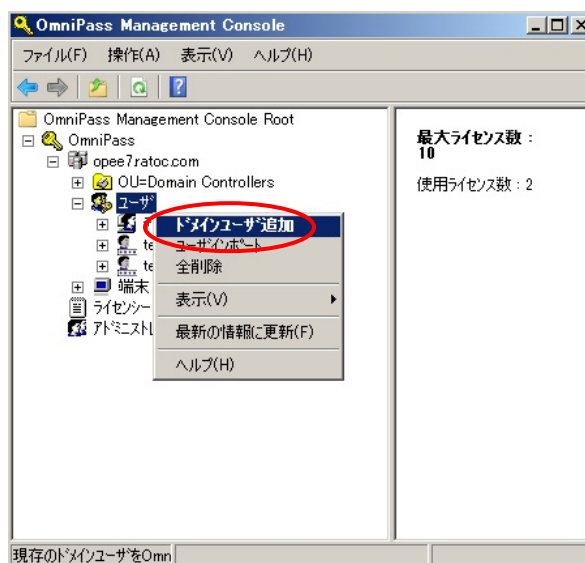 OmniPass Management Console
ファイル(F) 操作(A) 表示(V) ヘルプ(H)
OmniPass Management Console Root
OmniPass
opee7ratoc.com
OU=Domain Controllers
ユーザ
te
te
端末
ライセンシー
アドミニストレ
ドメインユーザ追加
ユーザインポート
全削除
表示(V)
最新の情報に更新(F)
ヘルプ(H)
最大ライセンス数:
10
使用ライセンス数:2
現存のドメインユーザをOmn